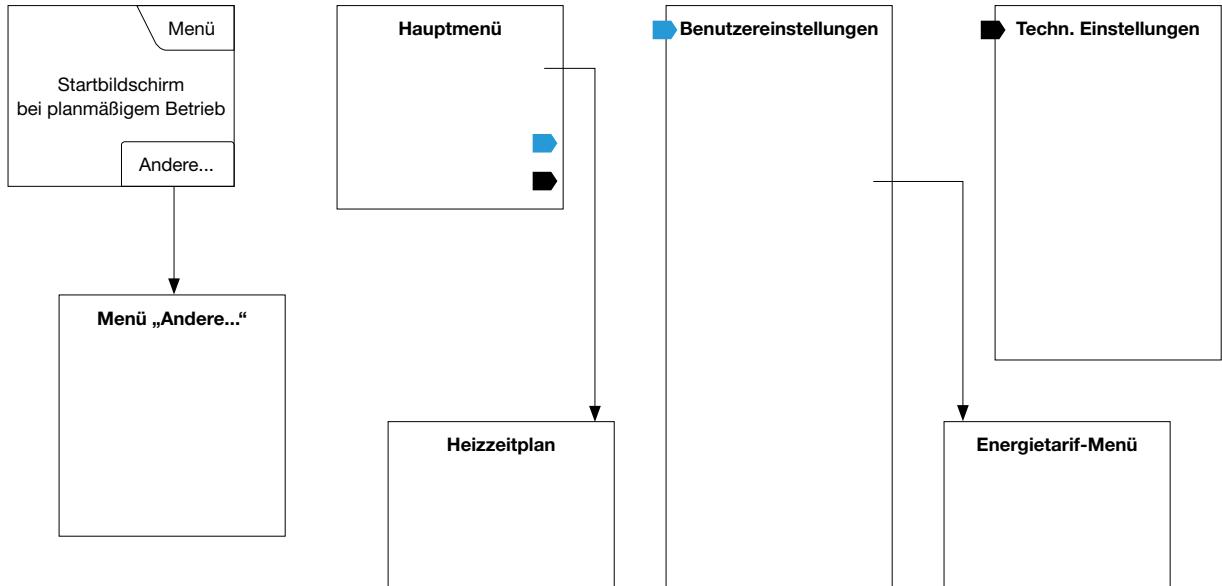 Menü
Startbildschirm
bei planmäßigem Betrieb
Andere...
Menü „Andere...“
Hauptmenü
Heizzeitplan
Benutzereinstellungen
Techn. Einstellungen
Energietarif-Menü